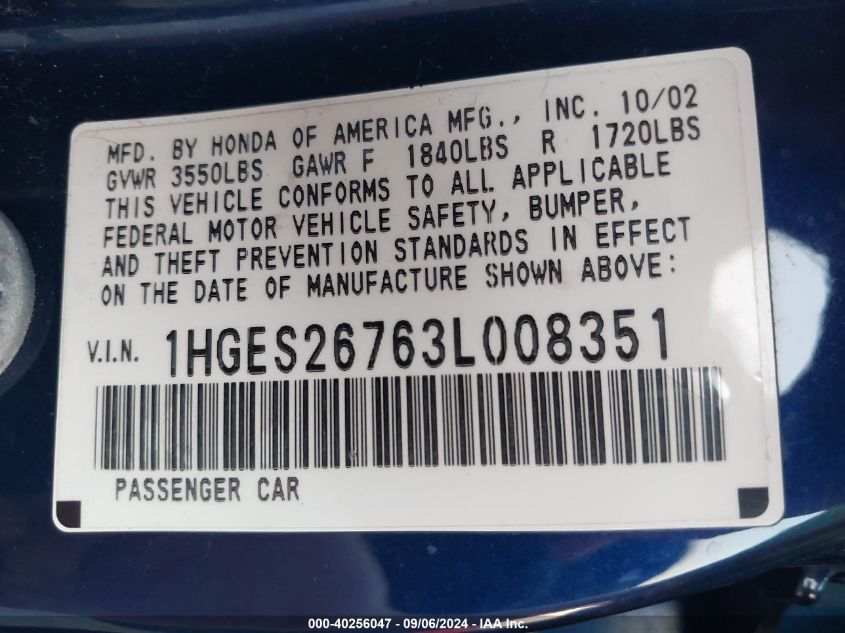 MFD. BY HONDA OF AMERICA MFG., INC. 10/02
GVWR 3550LBS GAWR F 1840LBS R 1720LBS
THIS VEHICLE CONFORMS TO ALL APPLICABLE
FEDERAL MOTOR VEHICLE SAFETY, BUMPER,
AND THEFT PREVENTION STANDARDS IN EFFECT
ON THE DATE OF MANUFACTURE SHOWN ABOVE:
V.I.N. 1HGES26763L008351
PASSENGER CAR
000-40256047 - 09/06/2024 - IAA Inc.